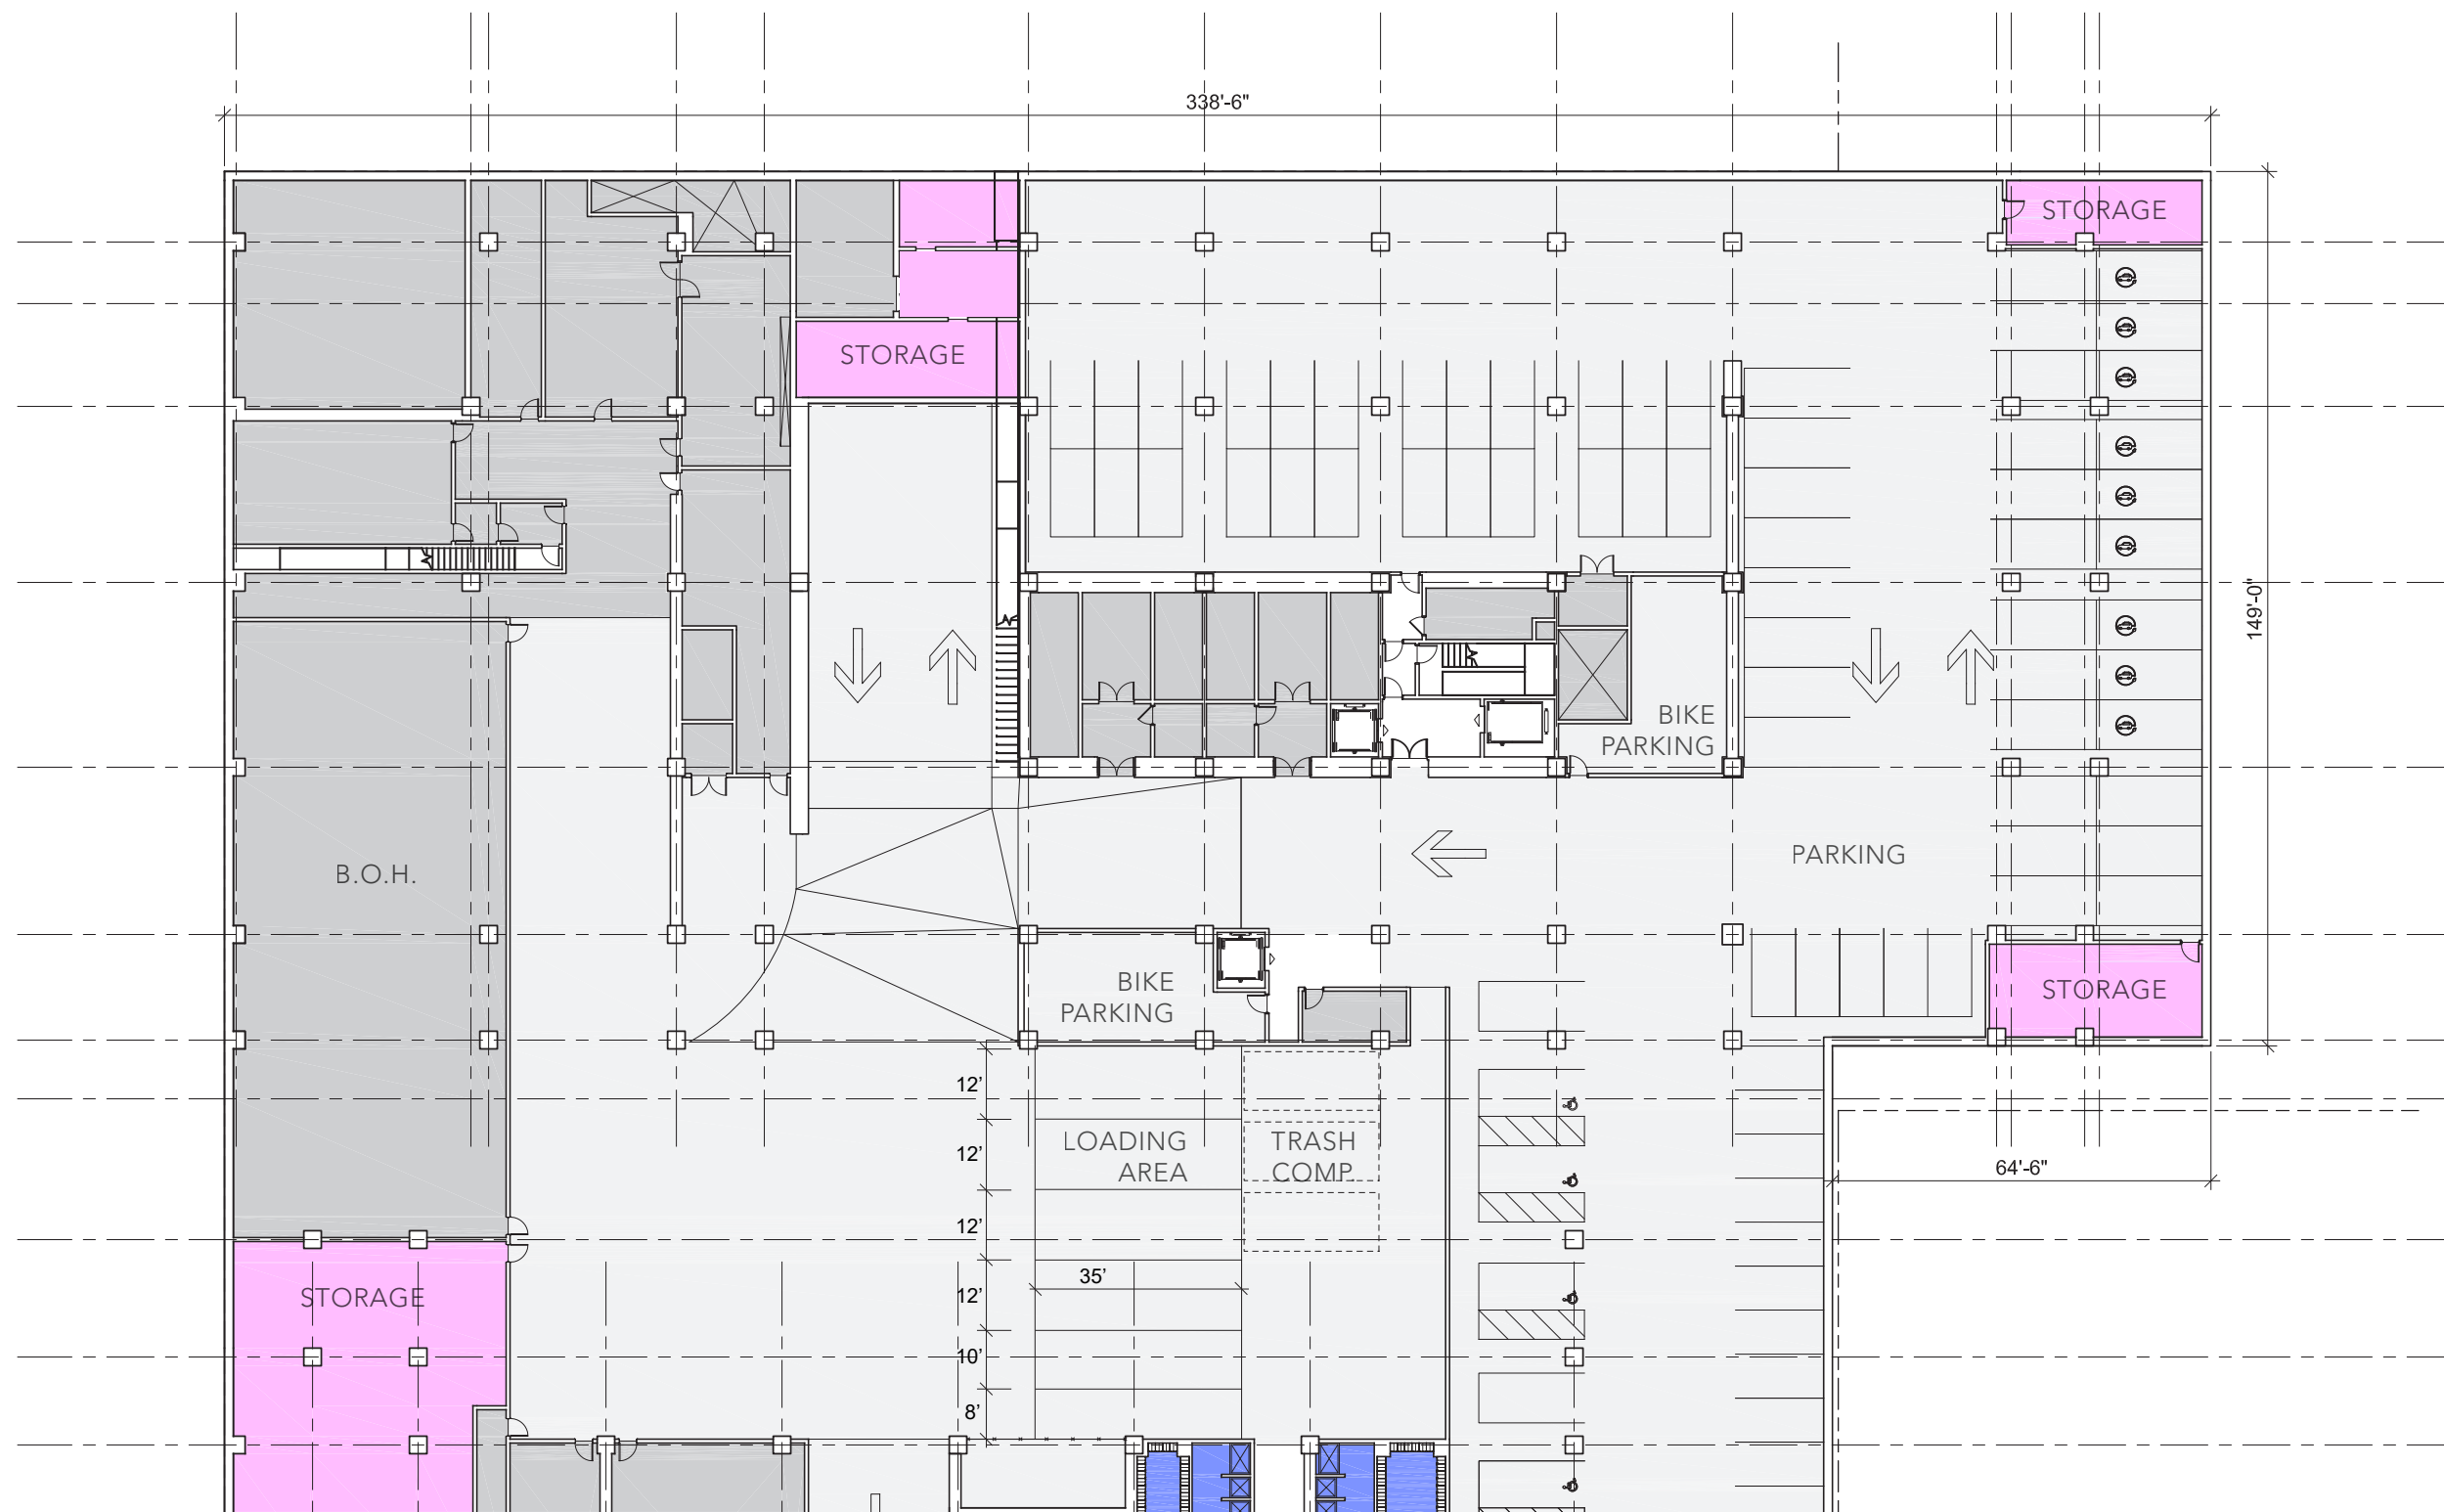 338'-6"
STORAGE
STORAGE
149'-0"
BIKE
PARKING
PARKING
B.O.H.
BIKE
PARKING
STORAGE
12'
12'
LOADING
AREA
TRASH
COMP.
64'-6"
12'
35'
12'
STORAGE
10'
8'